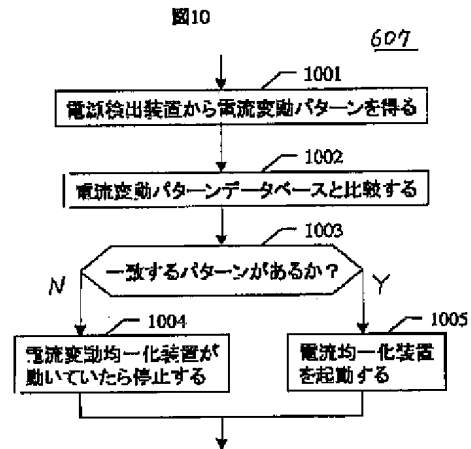 図10
607
1001
電源検出装置から電流変動パターンを得る
1002
電流変動パターンデータベースと比較する
1003
一致するパターンがあるか？
N
Y
1004
電流変動均一化装置が
動いていたら停止する
1005
電流均一化装置
を起動する